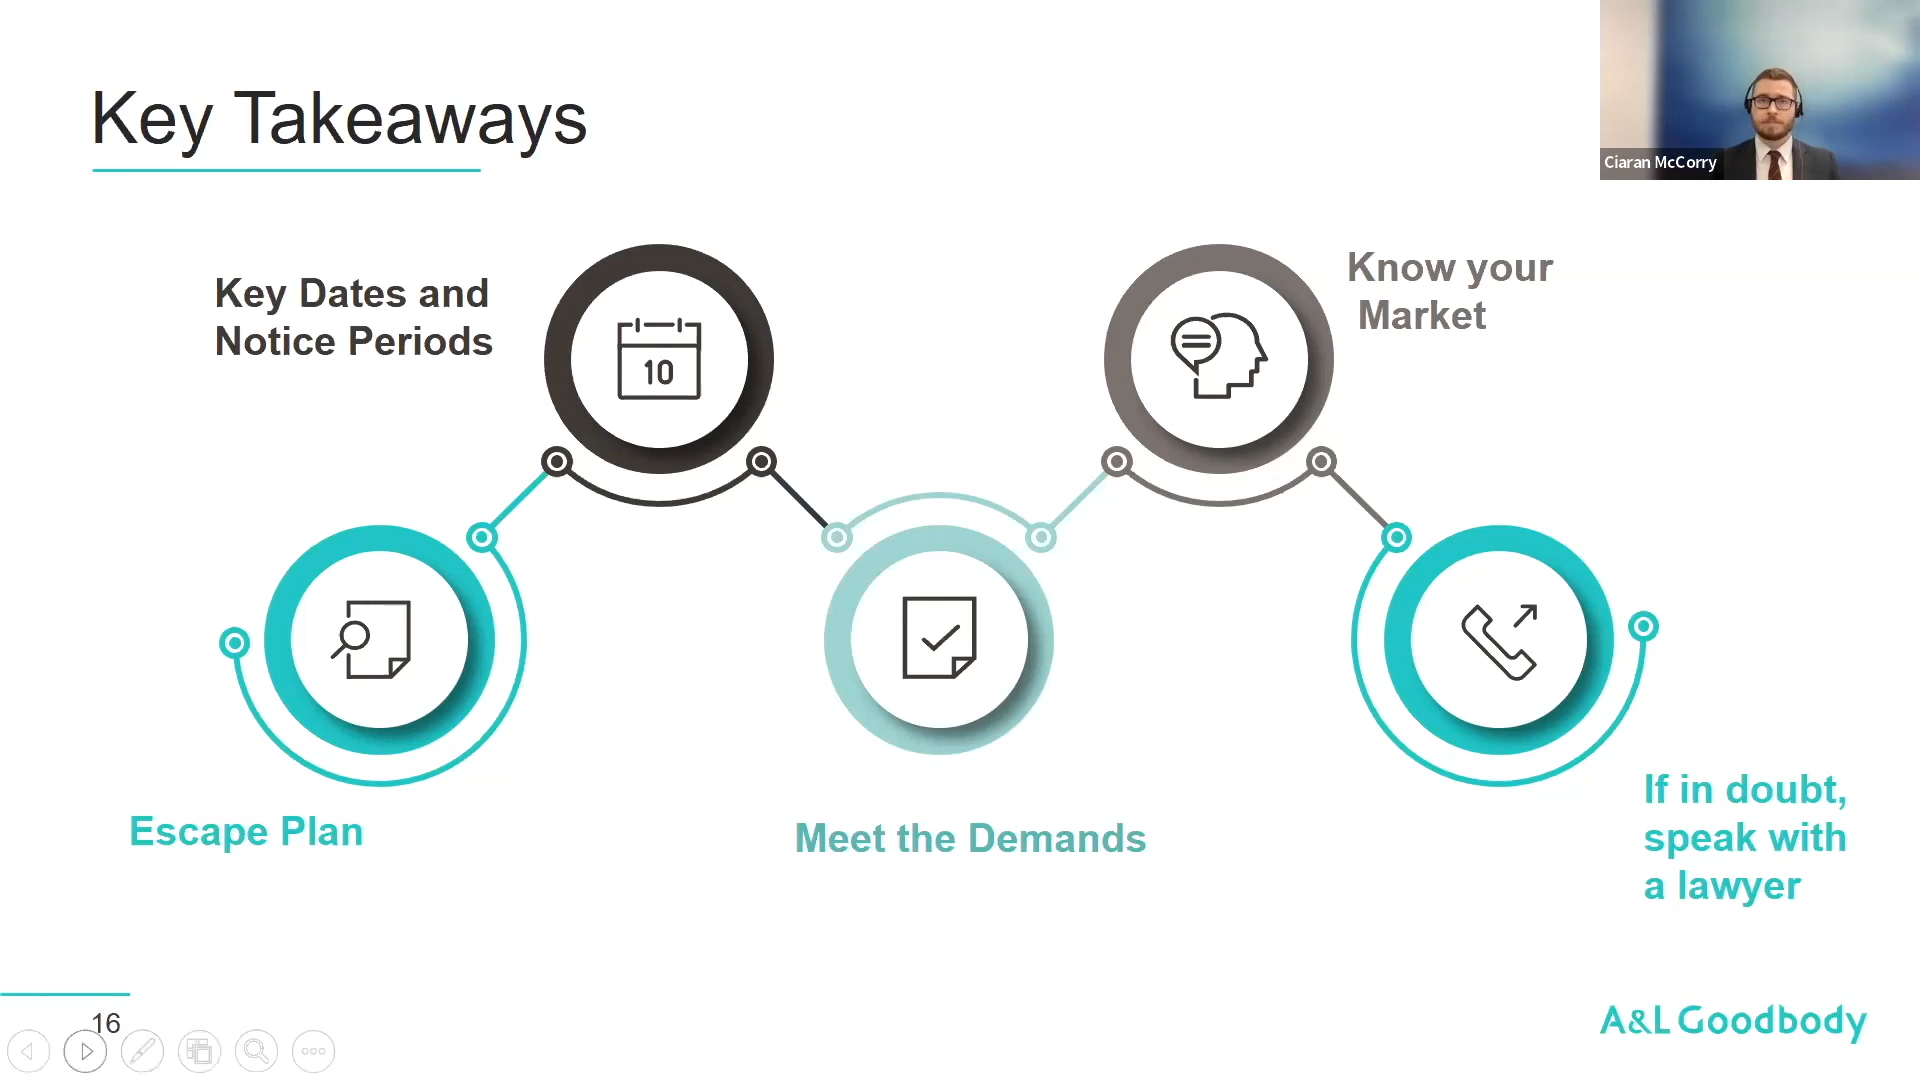 Key Takeaways
Ciaran McCorry
Key Dates and
Notice Periods
10
Know your
Market
Escape Plan
Meet the Demands
If in doubt,
speak with
a lawyer
16
A&L Goodbody